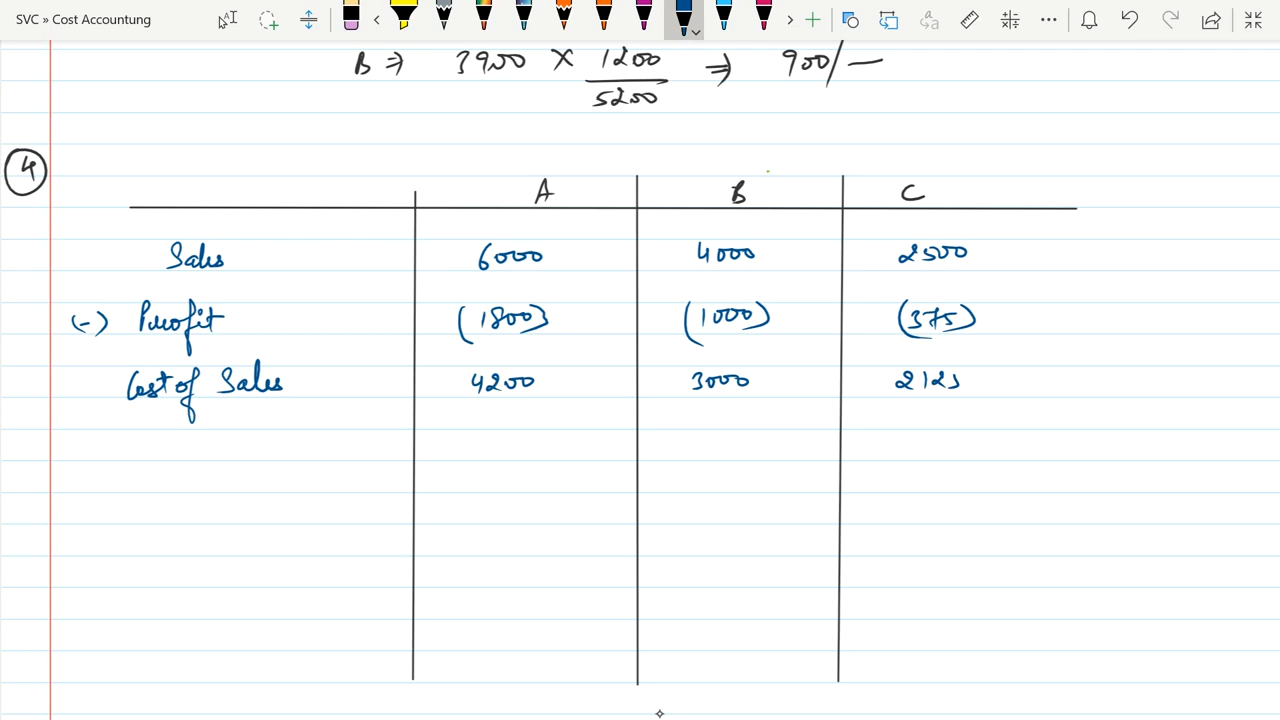 SVC » Cost Accountung
B ⇒ 3900 × 1200/5200 ⇒ 900/—
4
A B C
Sales 6000 4000 2500
(-) Profit (1800) (1000) (375)
Cost of Sales 4200 3000 2125